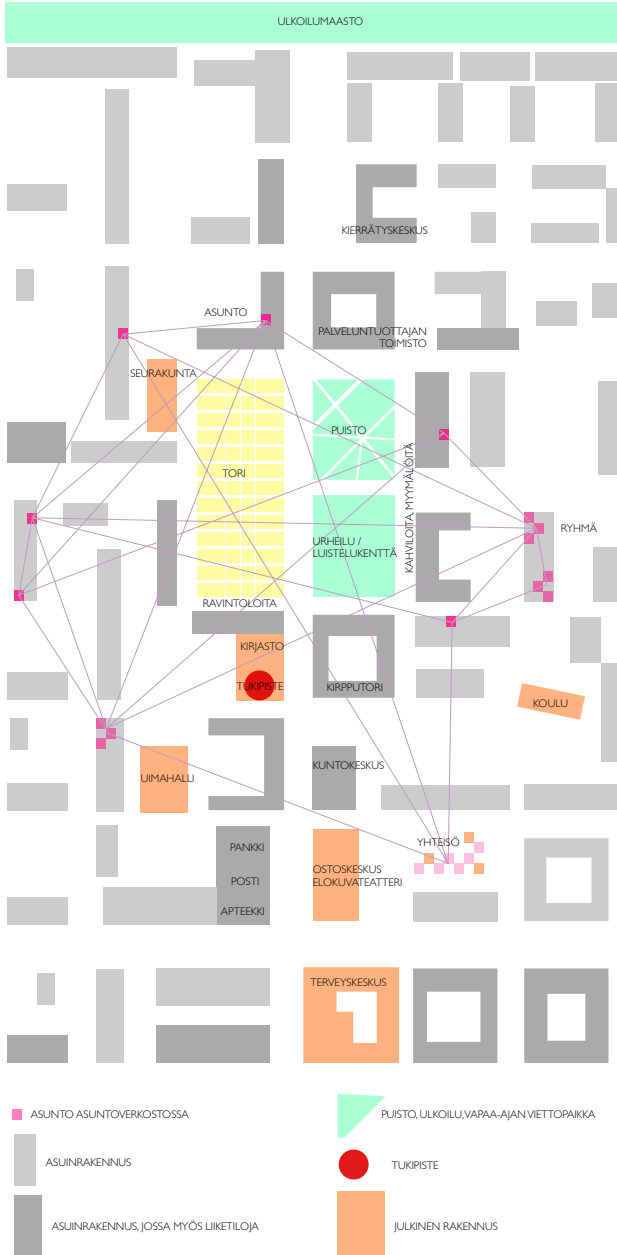 ULKOILUMAASTO
KIERRÄTYSKESKUS
ASUNTO
PALVELUNTUOTTAJAN
TOIMISTO
SEURAKUNTA
PUISTO
KAHVILOITA, MYYMÄLÖITÄ
TORI
RYHMÄ
URHEILU /
LUISTELUKENTTÄ
RAVINTOLOITA
KIRJASTO
TUKIPISTE
KIRPPUTORI
KOULU
KUNTOKESKUS
UIMAHALLI
YHTEISÖ
PANKKI
OSTOSKESKUS
ELOKUVATEATTERI
POSTI
APTEEKKI
TERVEYSKESKUS
ASUNTO ASUNTOVERKOSTOSSA
PUISTO, ULKOILU, VAPAA-AJAN VIETTOPAIKKA
ASUINRAKENNUS
TUKIPISTE
ASUINRAKENNUS, JOSSA MYÖS LIIKETILOJA
JULKINEN RAKENNUS